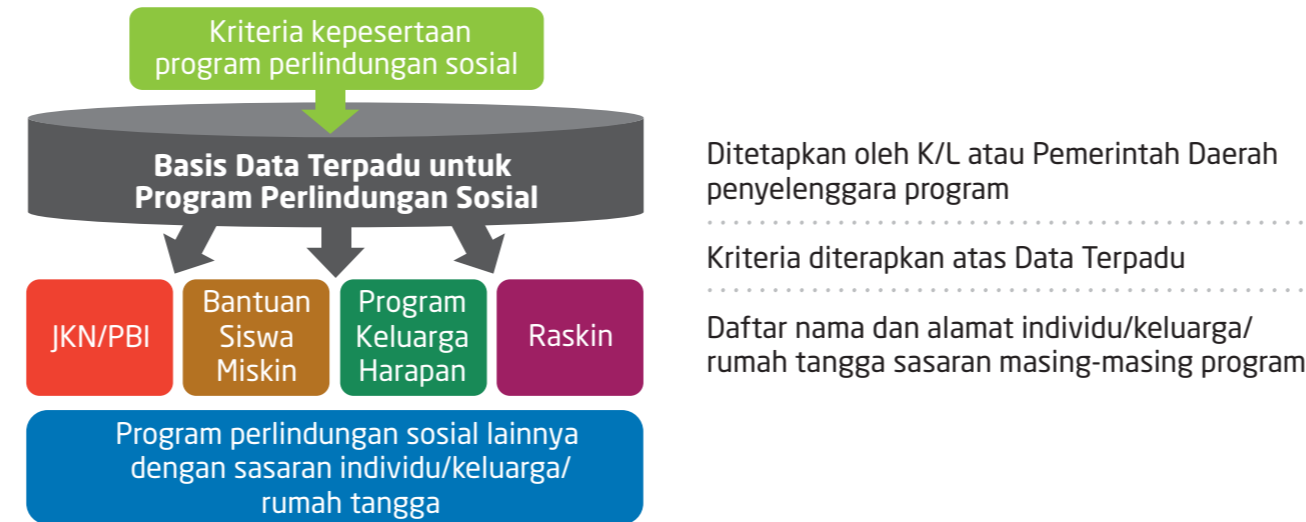 Kriteria kepesertaan
program perlindungan sosial
Basis Data Terpadu untuk
Program Perlindungan Sosial
JKN/PBI
Bantuan
Siswa
Miskin
Program
Keluarga
Harapan
Raskin
Program perlindungan sosial lainnya
dengan sasaran individu/keluarga/
rumah tangga
Ditetapkan oleh K/L atau Pemerintah Daerah
penyelenggara program
Kriteria diterapkan atas Data Terpadu
Daftar nama dan alamat individu/keluarga/
rumah tangga sasaran masing-masing program